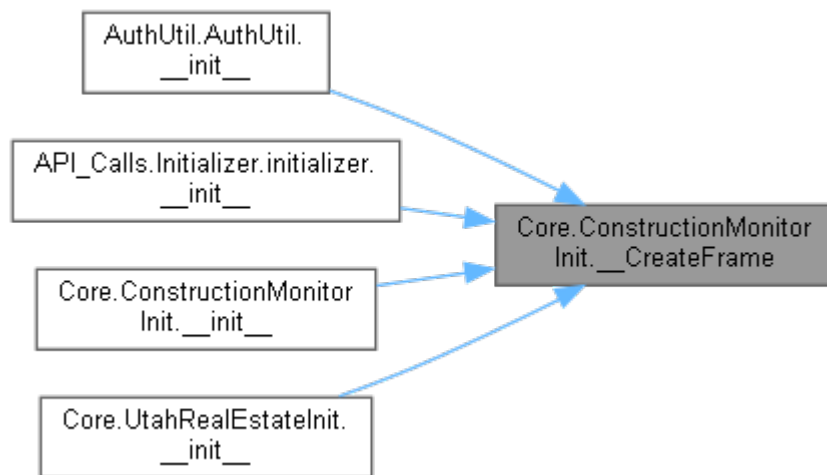 AuthUtil.AuthUtil.
__init__
API_Calls.Initializer.initializer.
__init__
Core.ConstructionMonitor
Init.__init__
Core.UtahRealEstateInit.
__init__
Core.ConstructionMonitor
Init.__CreateFrame